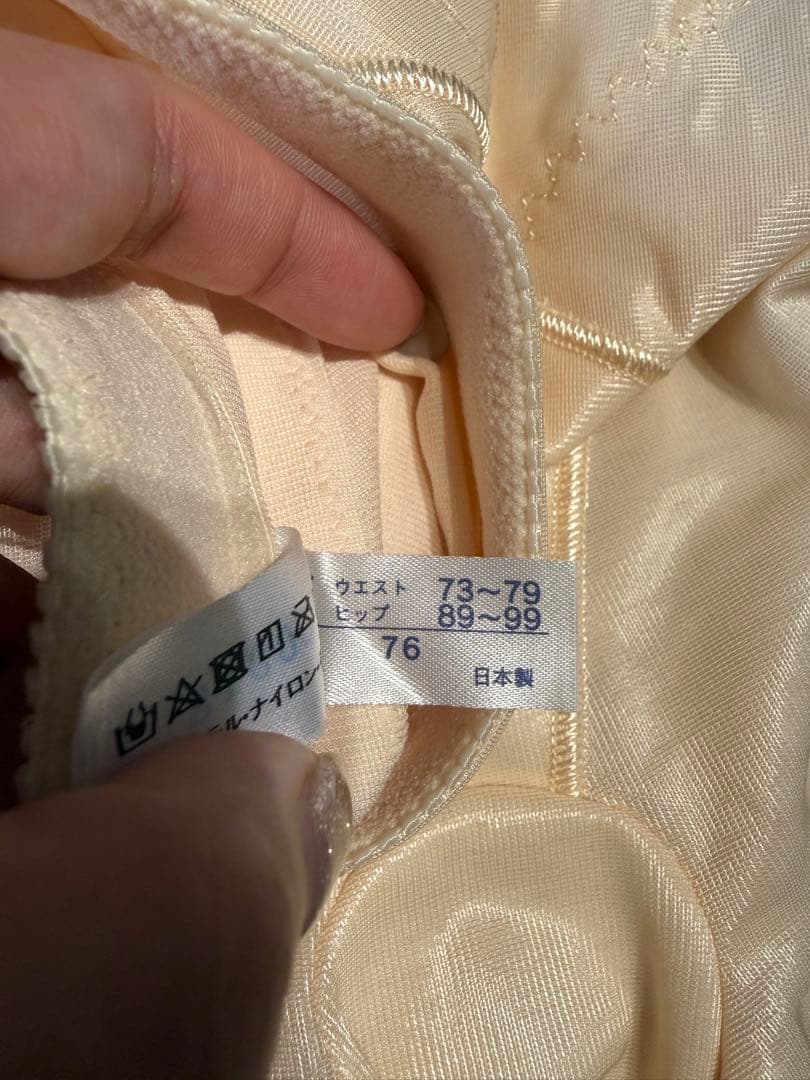 ウエスト 73～79
ヒップ 89～99
76
日本製
ル・ナイロン